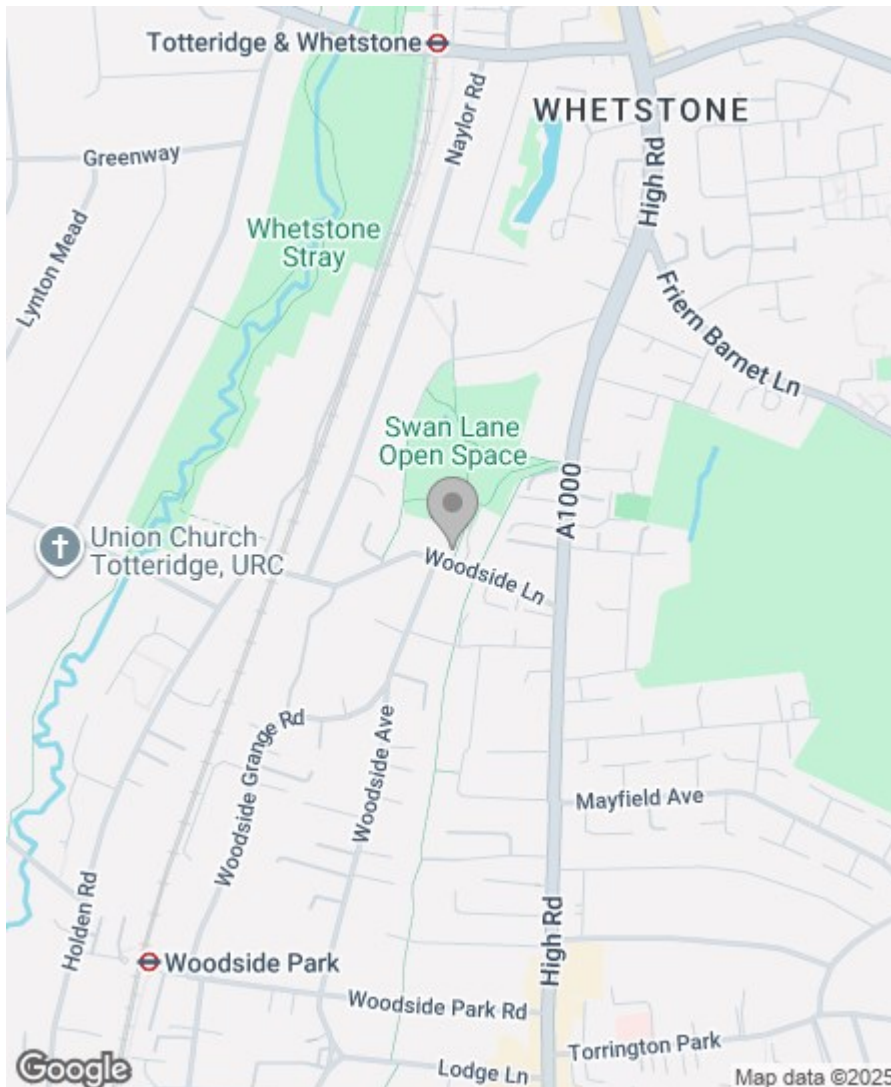 Totteridge & Whetstone
Naylor Rd
WHETSTONE
Greenway
High Rd
Lynton Mead
Whetstone
Stray
Friern Barnet Ln
Swan Lane
Open Space
A1000
Union Church
Totteridge, URC
Woodside Ln
Woodside Grange Rd
Woodside Ave
Mayfield Ave
Holden Rd
High Rd
Woodside Park
Woodside Park Rd
Torrington Park
Lodge Ln
Google
Map data ©2025